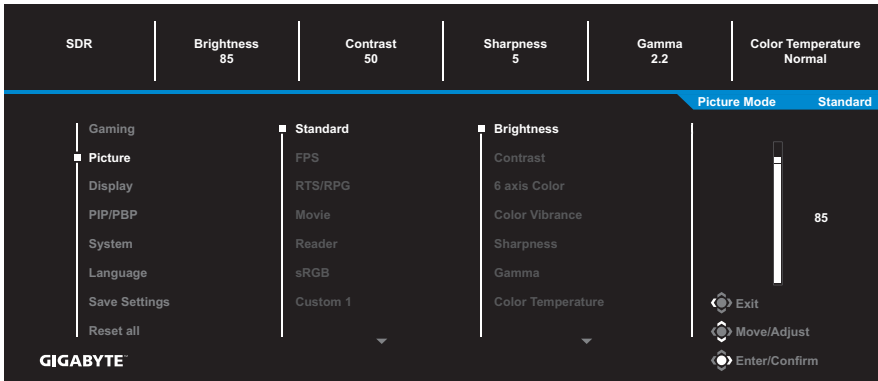 SDR
Brightness
85
Contrast
50
Sharpness
5
Gamma
2.2
Color Temperature
Normal
Picture Mode Standard
Gaming
Picture
Display
PIP/PBP
System
Language
Save Settings
Reset all
Standard
FPS
RTS/RPG
Movie
Reader
sRGB
Custom 1
Brightness
Contrast
6 axis Color
Color Vibrance
Sharpness
Gamma
Color Temperature
85
Exit
Move/Adjust
Enter/Confirm
GIGABYTE™